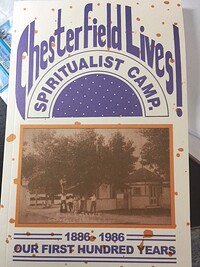 Chesterfield Lives!
SPIRITUALIST CAMP
1886-1986
OUR FIRST HUNDRED YEARS